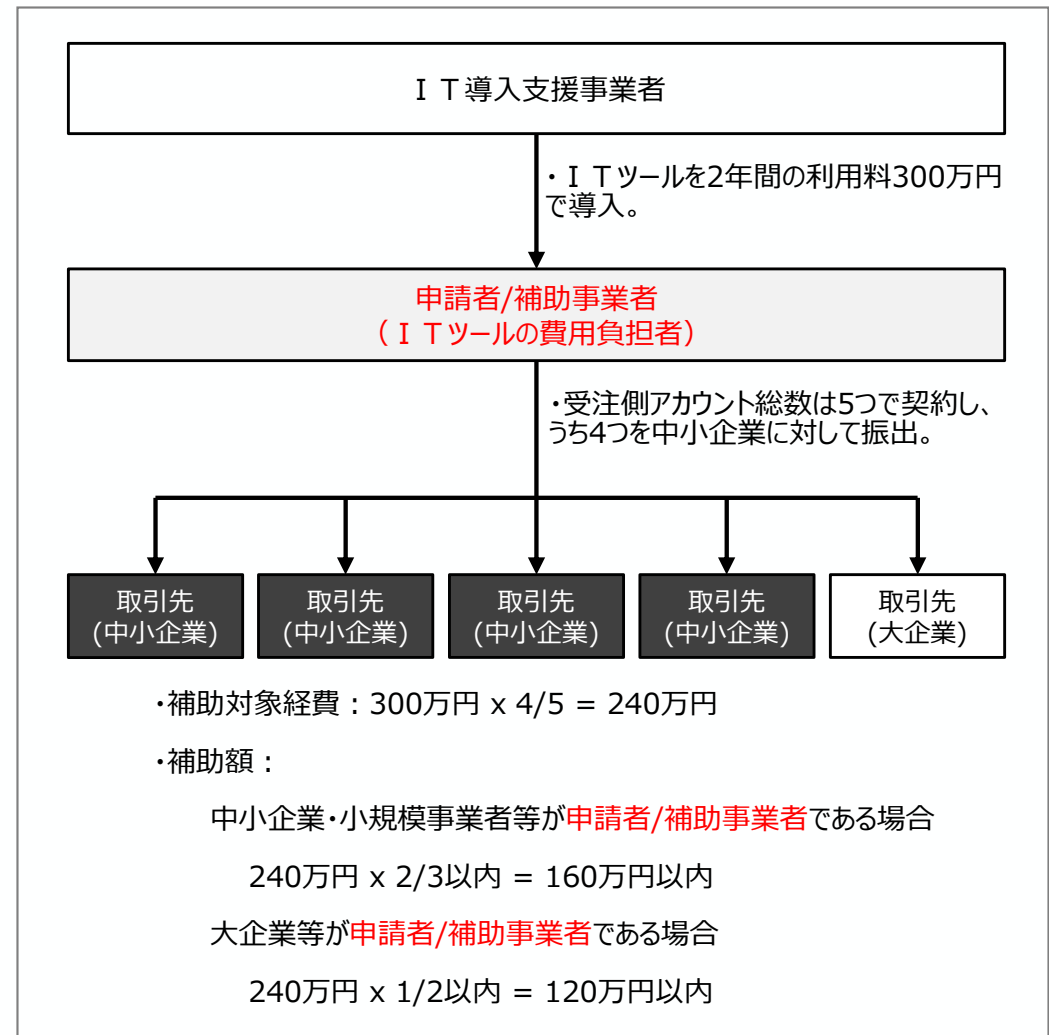 ＩＴ導入支援事業者
・ＩＴツールを2年間の利用料300万円
で導入。
申請者/補助事業者
（ＩＴツールの費用負担者）
・受注側アカウント総数は5つで契約し、
うち4つを中小企業に対して振出。
取引先
(中小企業)
取引先
(中小企業)
取引先
(中小企業)
取引先
(中小企業)
取引先
(大企業)
・補助対象経費：300万円 x 4/5 = 240万円
・補助額：
中小企業・小規模事業者等が申請者/補助事業者である場合
240万円 x 2/3以内 = 160万円以内
大企業等が申請者/補助事業者である場合
240万円 x 1/2以内 = 120万円以内